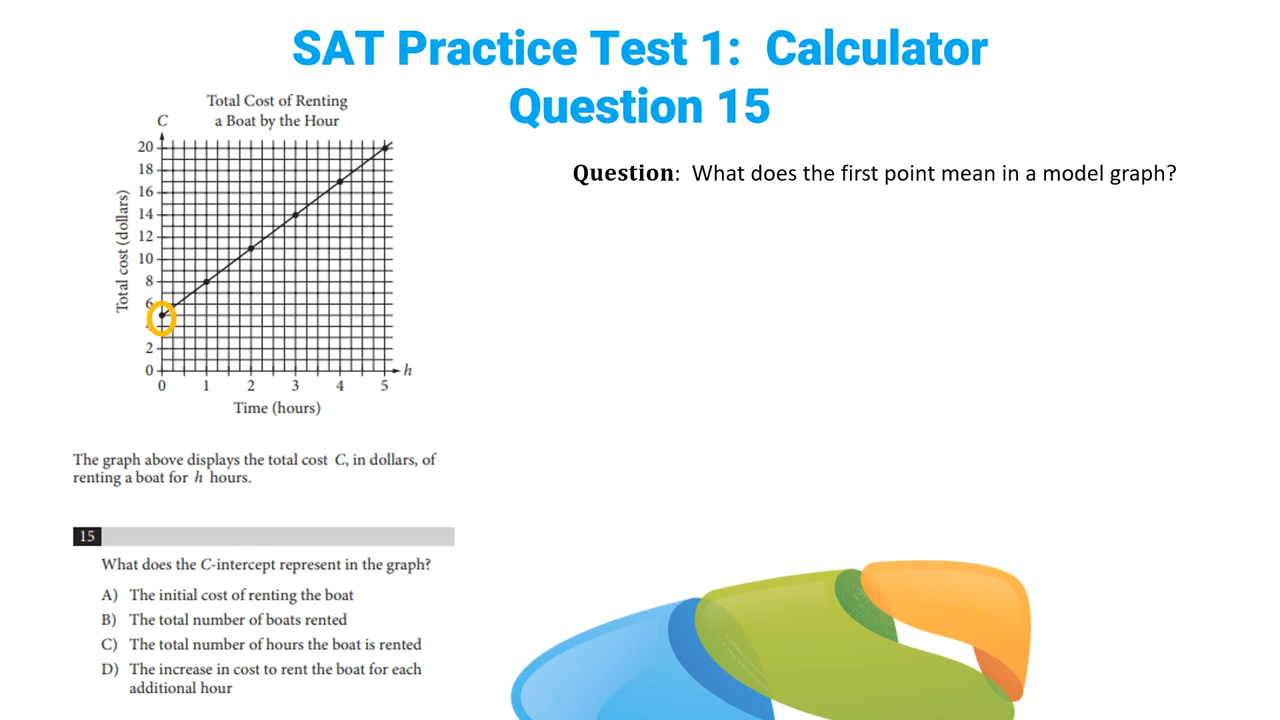 SAT Practice Test 1: Calculator
Question 15
Total Cost of Renting
a Boat by the Hour
C
Total cost (dollars)
20
18
16
14
12
10
8
6
2
0
h
0 1 2 3 4 5
Time (hours)
Question: What does the first point mean in a model graph?
The graph above displays the total cost C, in dollars, of
renting a boat for h hours.
15
What does the C-intercept represent in the graph?
A) The initial cost of renting the boat
B) The total number of boats rented
C) The total number of hours the boat is rented
D) The increase in cost to rent the boat for each
additional hour